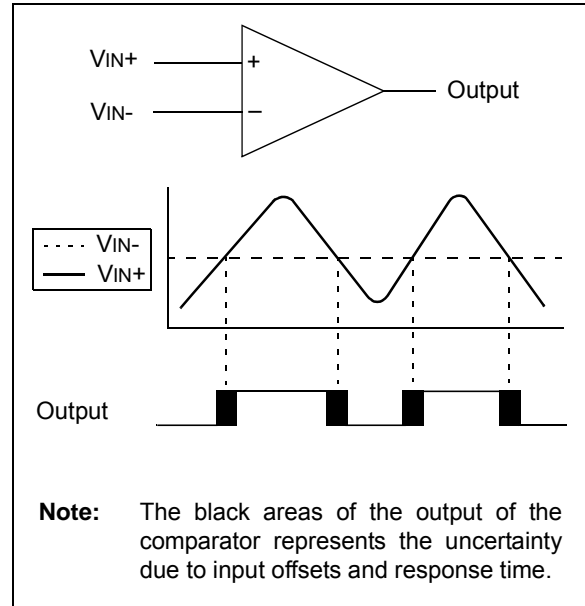 VIN+
+
Output
VIN-
–
VIN-
VIN+
Output
Note: The black areas of the output of the
comparator represents the uncertainty
due to input offsets and response time.